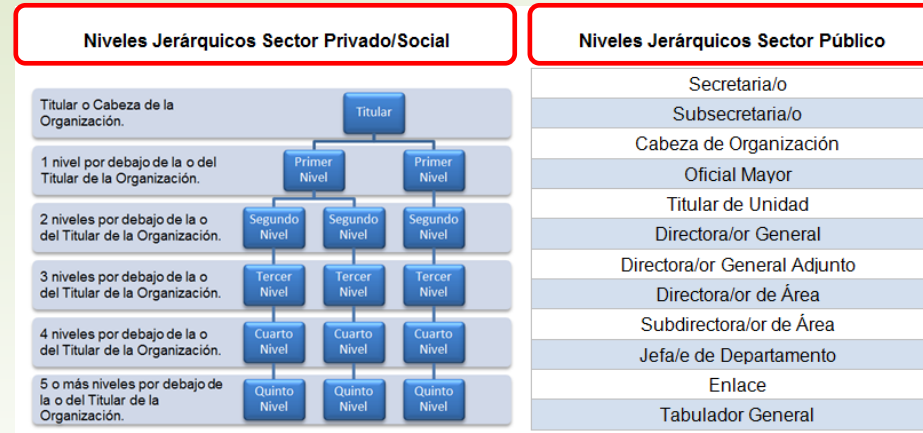 Niveles Jerárquicos Sector Privado/Social
Titular o Cabeza de la
Organización.
Titular
1 nivel por debajo de la o del
Titular de la Organización.
Primer
Nivel
Primer
Nivel
2 niveles por debajo de la o
del Titular de la Organización.
Segundo
Nivel
Segundo
Nivel
Segundo
Nivel
3 niveles por debajo de la o
del Titular de la Organización.
Tercer
Nivel
Tercer
Nivel
Tercer
Nivel
4 niveles por debajo de la o
del Titular de la Organización.
Cuarto
Nivel
Cuarto
Nivel
Cuarto
Nivel
5 o más niveles por debajo de
la o del Titular de la
Organización.
Quinto
Nivel
Quinto
Nivel
Quinto
Nivel
Niveles Jerárquicos Sector Público
Secretaria/o
Subsecretaria/o
Cabeza de Organización
Oficial Mayor
Titular de Unidad
Directora/or General
Directora/or General Adjunto
Directora/or de Área
Subdirectora/or de Área
Jefa/e de Departamento
Enlace
Tabulador General